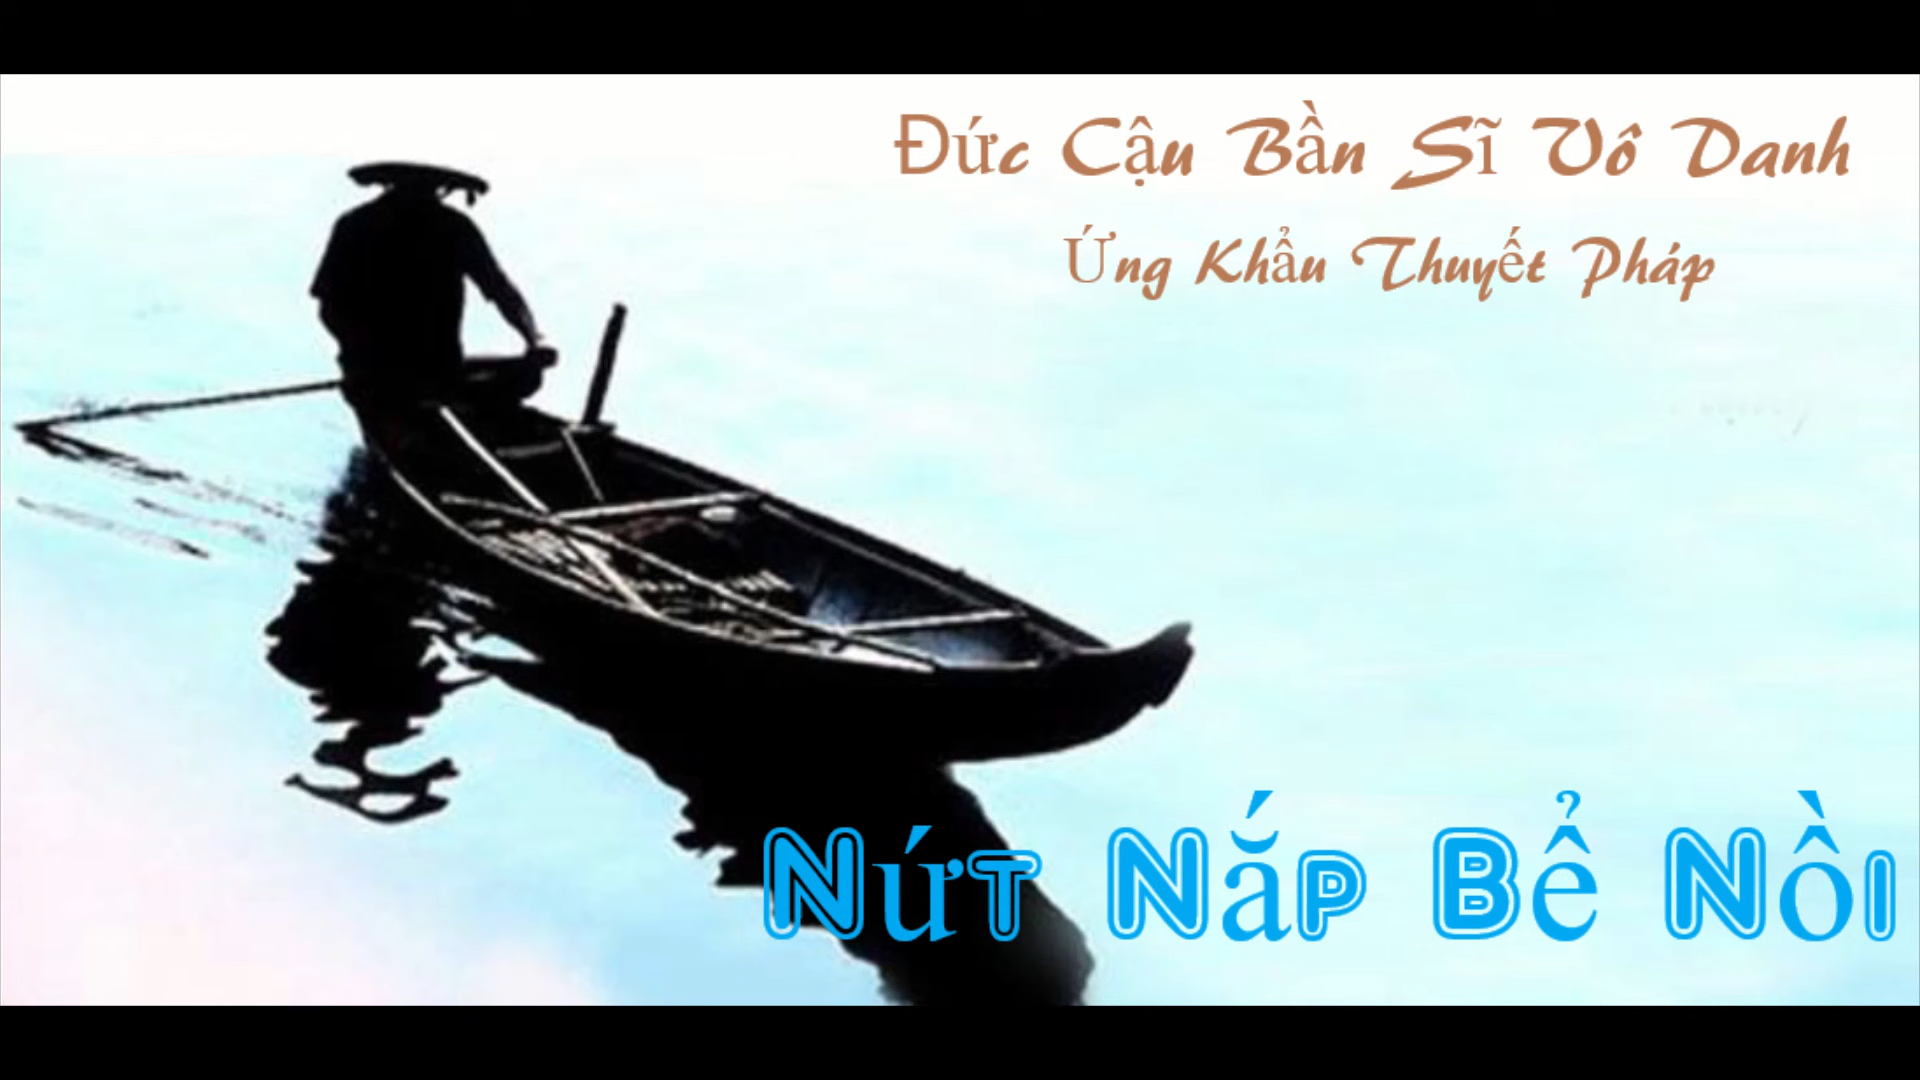 Đức Cậu Bần Sĩ Vô Danh
Ứng Khẩu Thuyết Pháp
Nứt Nắp Bể Nồi